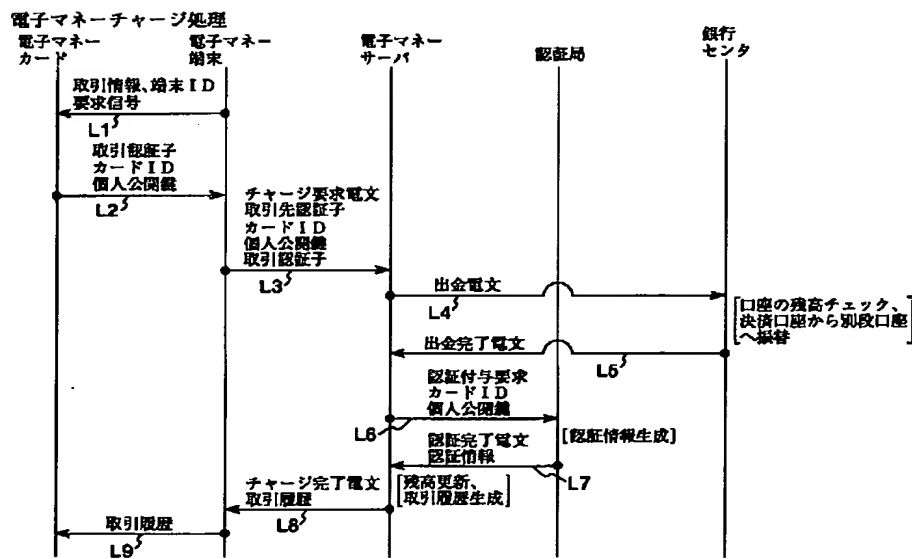 電子マネーチャージ処理
電子マネー
カード
電子マネー
端末
電子マネー
サーバ
認証局
銀行
センタ
取引情報、端末ID
要求信号
L1
取引認証子
カードID
個人公開鍵
L2
チャージ要求電文
取引先認証子
カードID
個人公開鍵
取引認証子
L3
出金電文
L4
[口座の残高チェック、
決済口座から別段口座
へ振替]
出金完了電文
L5
認証付与要求
カードID
個人公開鍵
L6
[認証情報生成]
認証完了電文
認証情報
L7
チャージ完了電文
取引履歴
L8
[残高更新、
取引履歴生成]
取引履歴
L9